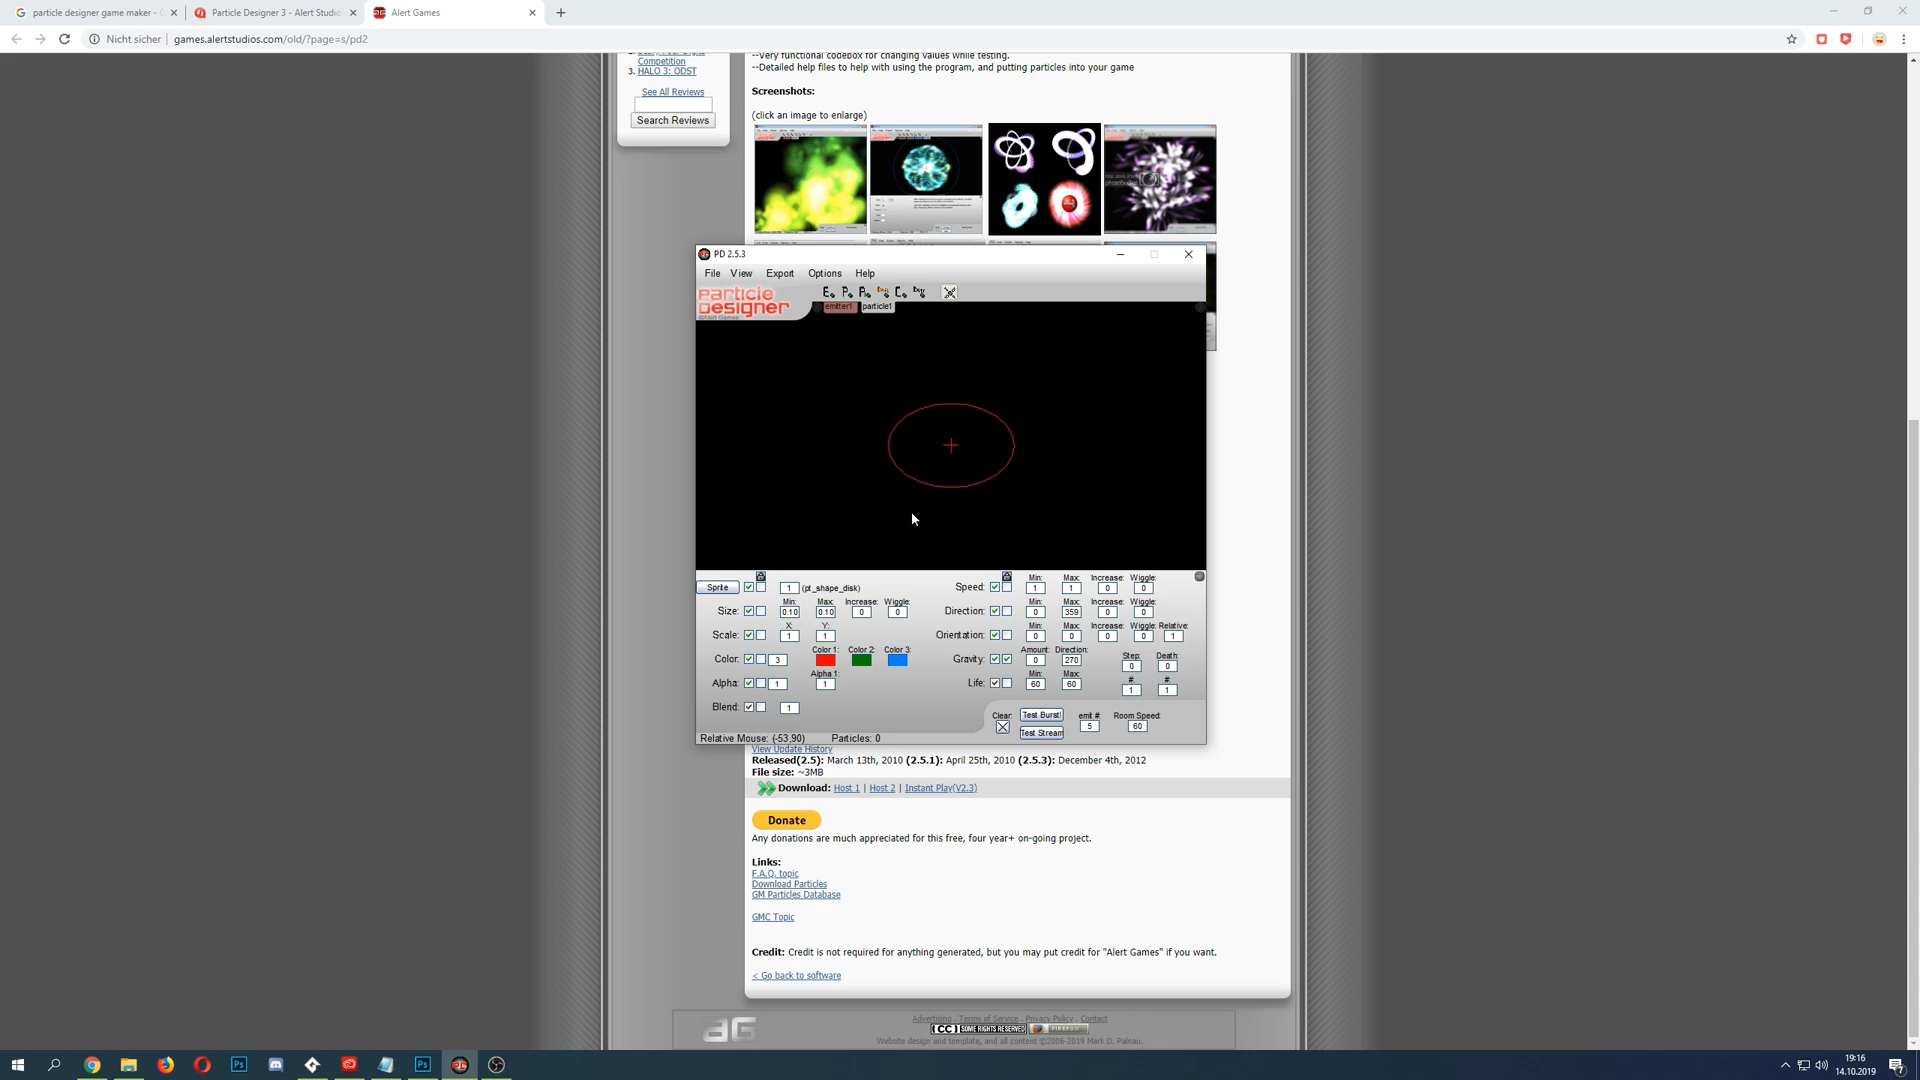 particle designer game maker - G
Particle Designer 3 - Alert Studio
Alert Games
Nicht sicher
games.alertstudios.com/old/?page=s/pd2
Competition
3. HALO 3: ODST
See All Reviews
Search Reviews
--Very functional codebox for changing values while testing.
--Detailed help files to help with using the program, and putting particles into your game
Screenshots:
(click an image to enlarge)
PD 2.5.3
File View Export Options Help
particle
Designer
©Alert Games
emitter1 particle1
Sprite 1 (pt_shape_disk)
Min: Max: Increase: Wiggle:
Size: 0.10 0.10 0 0
X: Y:
Scale: 1 1
Color 1: Color 2: Color 3:
Color: 3
Alpha 1:
Alpha: 1 1
Blend: 1
Min: Max: Increase: Wiggle:
Speed: 1 1 0 0
Min: Max: Increase: Wiggle:
Direction: 0 359 0 0
Min: Max: Increase: Wiggle: Relative:
Orientation: 0 0 0 0 1
Amount: Direction: Step: Death:
Gravity: 0 270 0 0
Min: Max: #: #:
Life: 60 60 1 1
Clear: Test Burst! emt #: Room Speed:
Test Stream 5 60
Relative Mouse: (-53,90) Particles: 0
View Update History
Released(2.5): March 13th, 2010 (2.5.1): April 25th, 2010 (2.5.3): December 4th, 2012
File size: ~3MB
Download: Host 1 | Host 2 | Instant Play(V2.3)
Donate
Any donations are much appreciated for this free, four year+ on-going project.
Links:
F.A.Q. topic
Download Particles
GM Particles Database
GMC Topic
Credit: Credit is not required for anything generated, but you may put credit for "Alert Games" if you want.
< Go back to software
aG
Advertising . Terms of Service . Privacy Policy . Contact
(CC) SOME RIGHTS RESERVED FIREFOX
Website design and template, and all content ©2006-2019 Mark D. Palnau.
19:16
14.10.2019